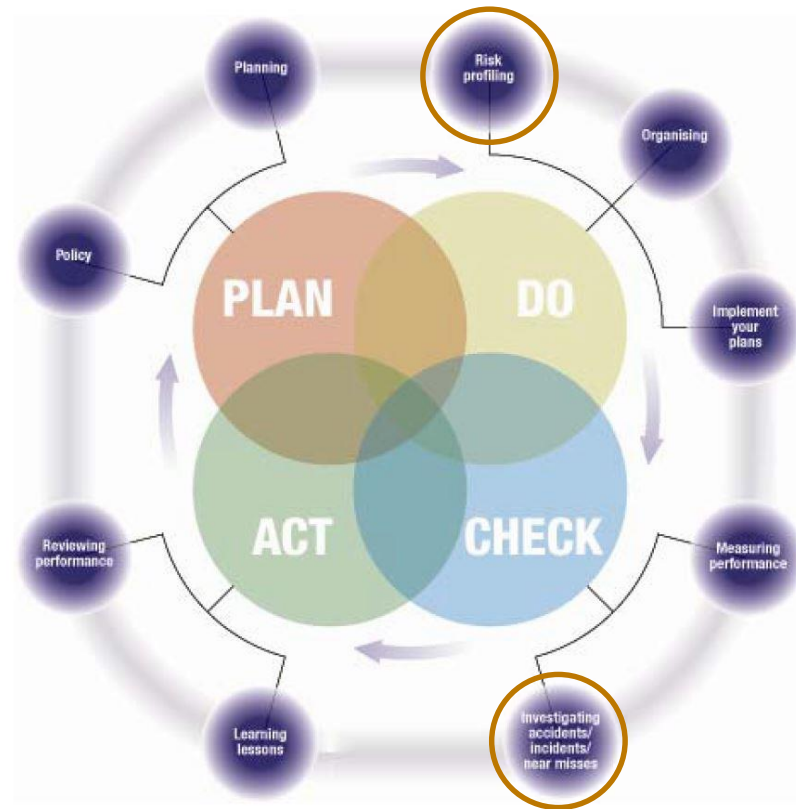 Planning
Risk
profiling
Organising
Policy
PLAN
DO
Implement
your
plans
ACT
CHECK
Reviewing
performance
Measuring
performance
Learning
lessons
Investigating
accidents/
incidents/
near misses